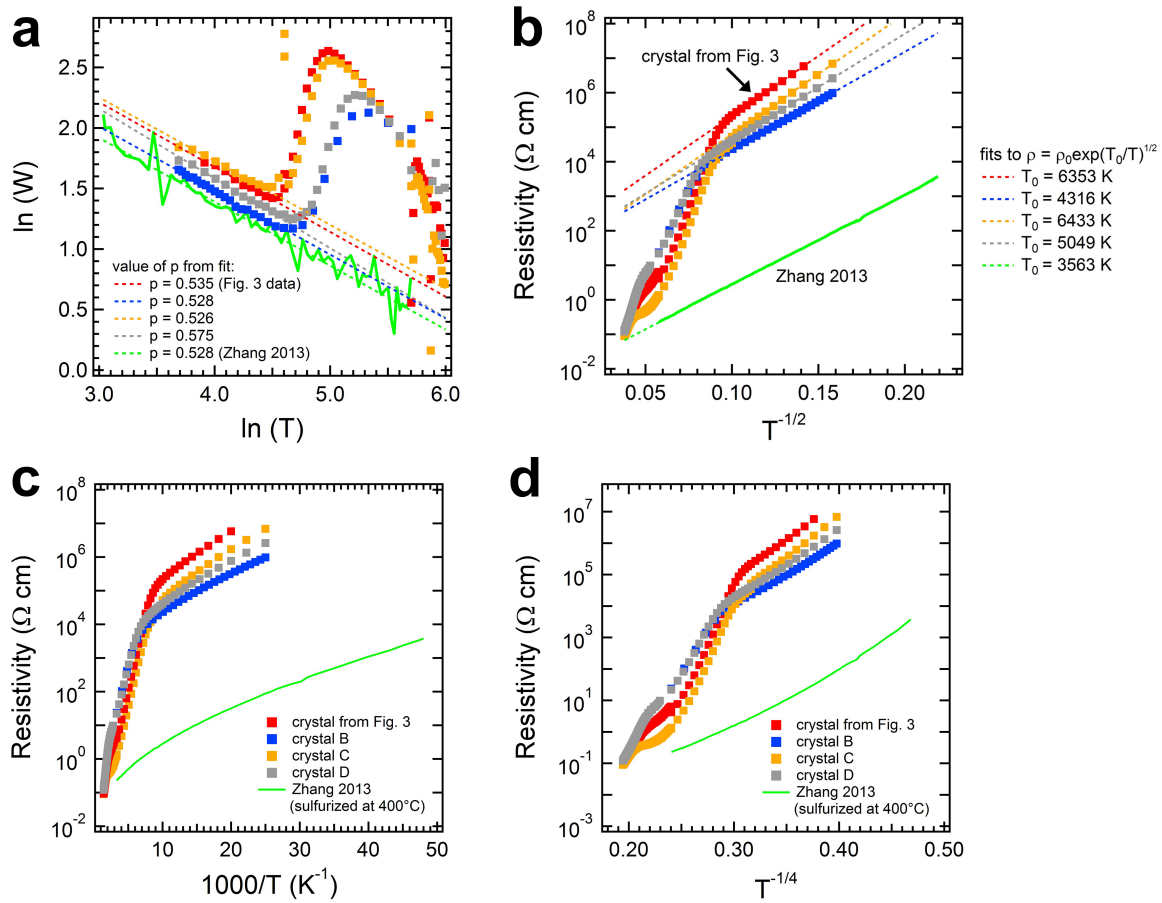 a
ln (W)
2.5
2.0
1.5
1.0
0.5
0.0
value of p from fit:
p = 0.535 (Fig. 3 data)
p = 0.528
p = 0.526
p = 0.575
p = 0.528 (Zhang 2013)
3.0
4.0
5.0
6.0
ln (T)
b
Resistivity (Ω cm)
10^8
10^6
10^4
10^2
10^0
10^-2
crystal from Fig. 3
Zhang 2013
0.05
0.10
0.15
0.20
T^-1/2
fits to ρ = ρ₀exp(T₀/T)^1/2
T₀ = 6353 K
T₀ = 4316 K
T₀ = 6433 K
T₀ = 5049 K
T₀ = 3563 K
c
Resistivity (Ω cm)
10^8
10^6
10^4
10^2
10^0
10^-2
crystal from Fig. 3
crystal B
crystal C
crystal D
Zhang 2013
(sulfurized at 400°C)
10
20
30
40
50
1000/T (K^-1)
d
Resistivity (Ω cm)
10^7
10^5
10^3
10^1
10^-1
10^-3
crystal from Fig. 3
crystal B
crystal C
crystal D
Zhang 2013
(sulfurized at 400°C)
0.20
0.30
0.40
0.50
T^-1/4